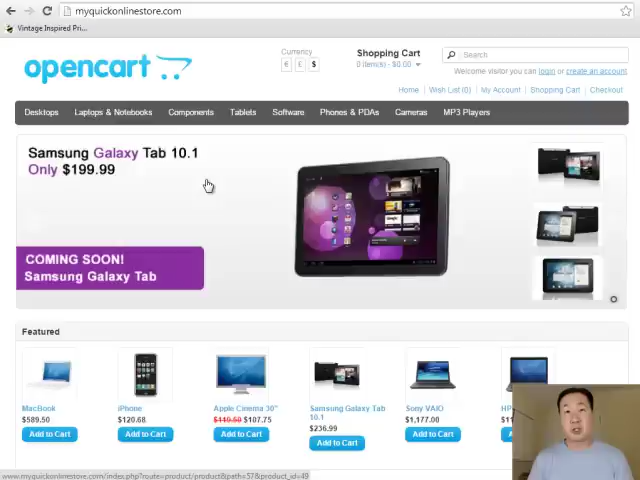 myquickonlinestore.com
Vintage Inspired Pri...
opencart
Currency
€ £ $
Shopping Cart
0 item(s) - $0.00
Search
Welcome visitor you can login or create an account.
Home Wish List (0) My Account Shopping Cart Checkout
Desktops Laptops & Notebooks Components Tablets Software Phones & PDAs Cameras MP3 Players
Samsung Galaxy Tab 10.1
Only $199.99
COMING SOON!
Samsung Galaxy Tab
Featured
MacBook
$589.50
Add to Cart
iPhone
$120.68
Add to Cart
Apple Cinema 30"
$119.50 $107.75
Add to Cart
Samsung Galaxy Tab
10.1
$236.99
Add to Cart
Sony VAIO
$1,177.00
Add to Cart
HP
Add
www.myquickonlinestore.com/index.php?route=product/product&path=57&product_id=49